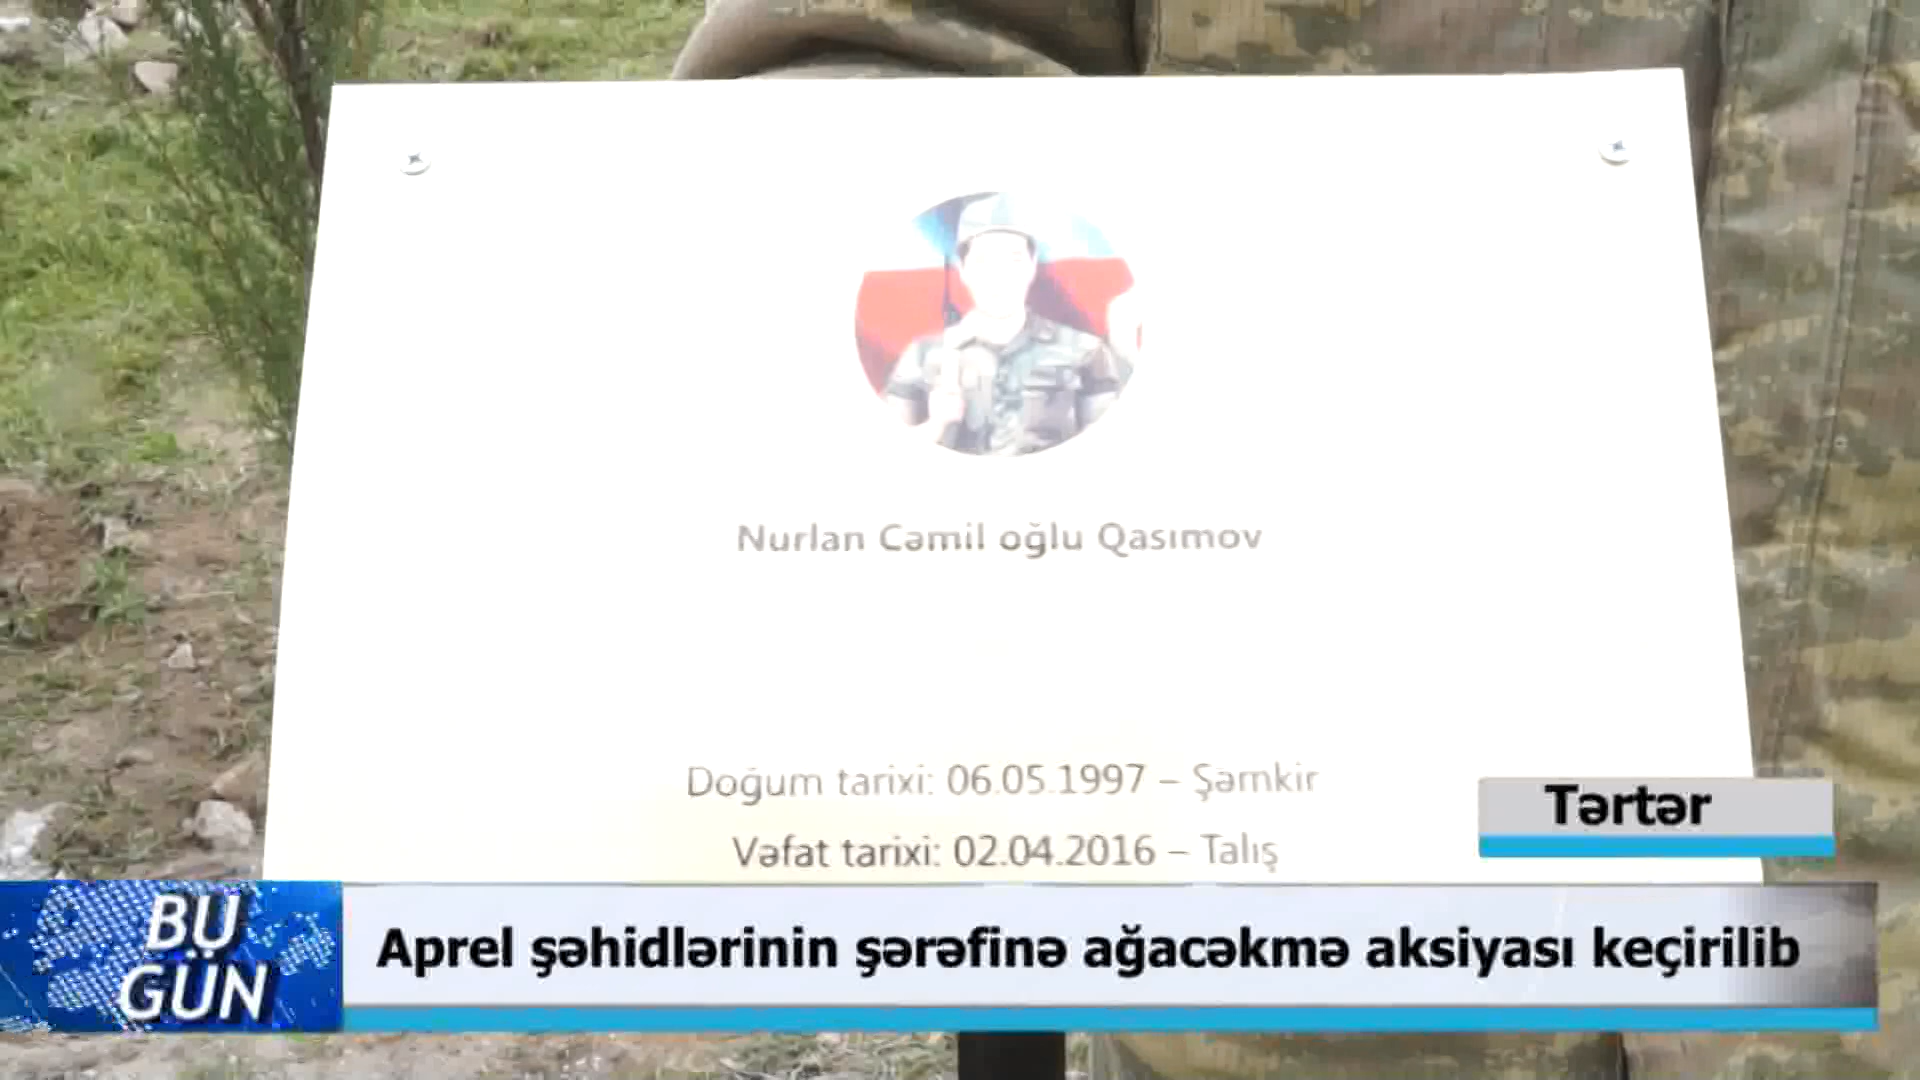 Nurlan Cəmil oğlu Qasımov
Doğum tarixi: 06.05.1997 – Şəmkir
Vəfat tarixi: 02.04.2016 – Talış
Tərtər
BU
GÜN
Aprel şəhidlərinin şərəfinə ağacəkmə aksiyası keçirilib